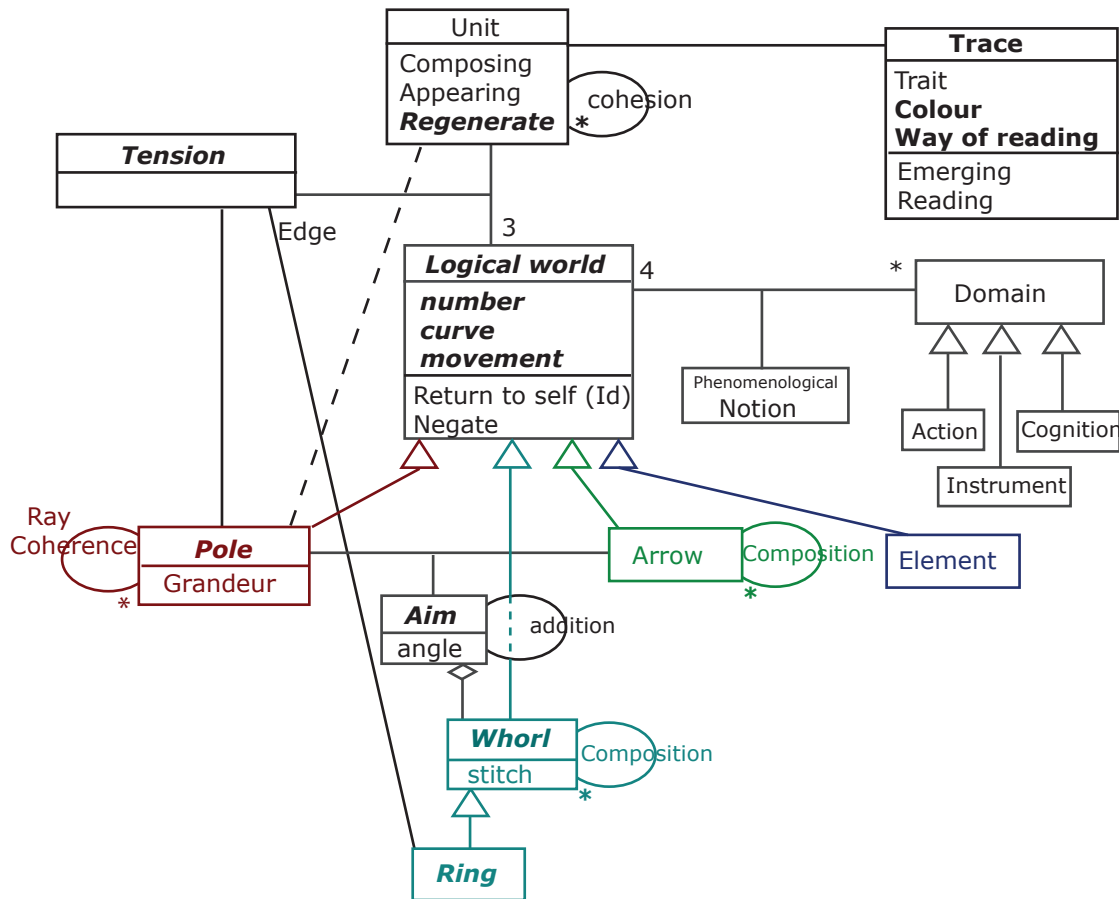 Unit
Composing
Appearing
Regenerate
cohesion
*
Trace
Trait
Colour
Way of reading
Emerging
Reading
Tension
Edge
3
Logical world
number
curve
movement
Return to self (Id)
Negate
4
*
Domain
Phenomenological
Notion
Action
Cognition
Instrument
Ray
Coherence
*
Pole
Grandeur
Arrow
Composition
*
Element
Aim
angle
addition
Whorl
stitch
Composition
*
Ring